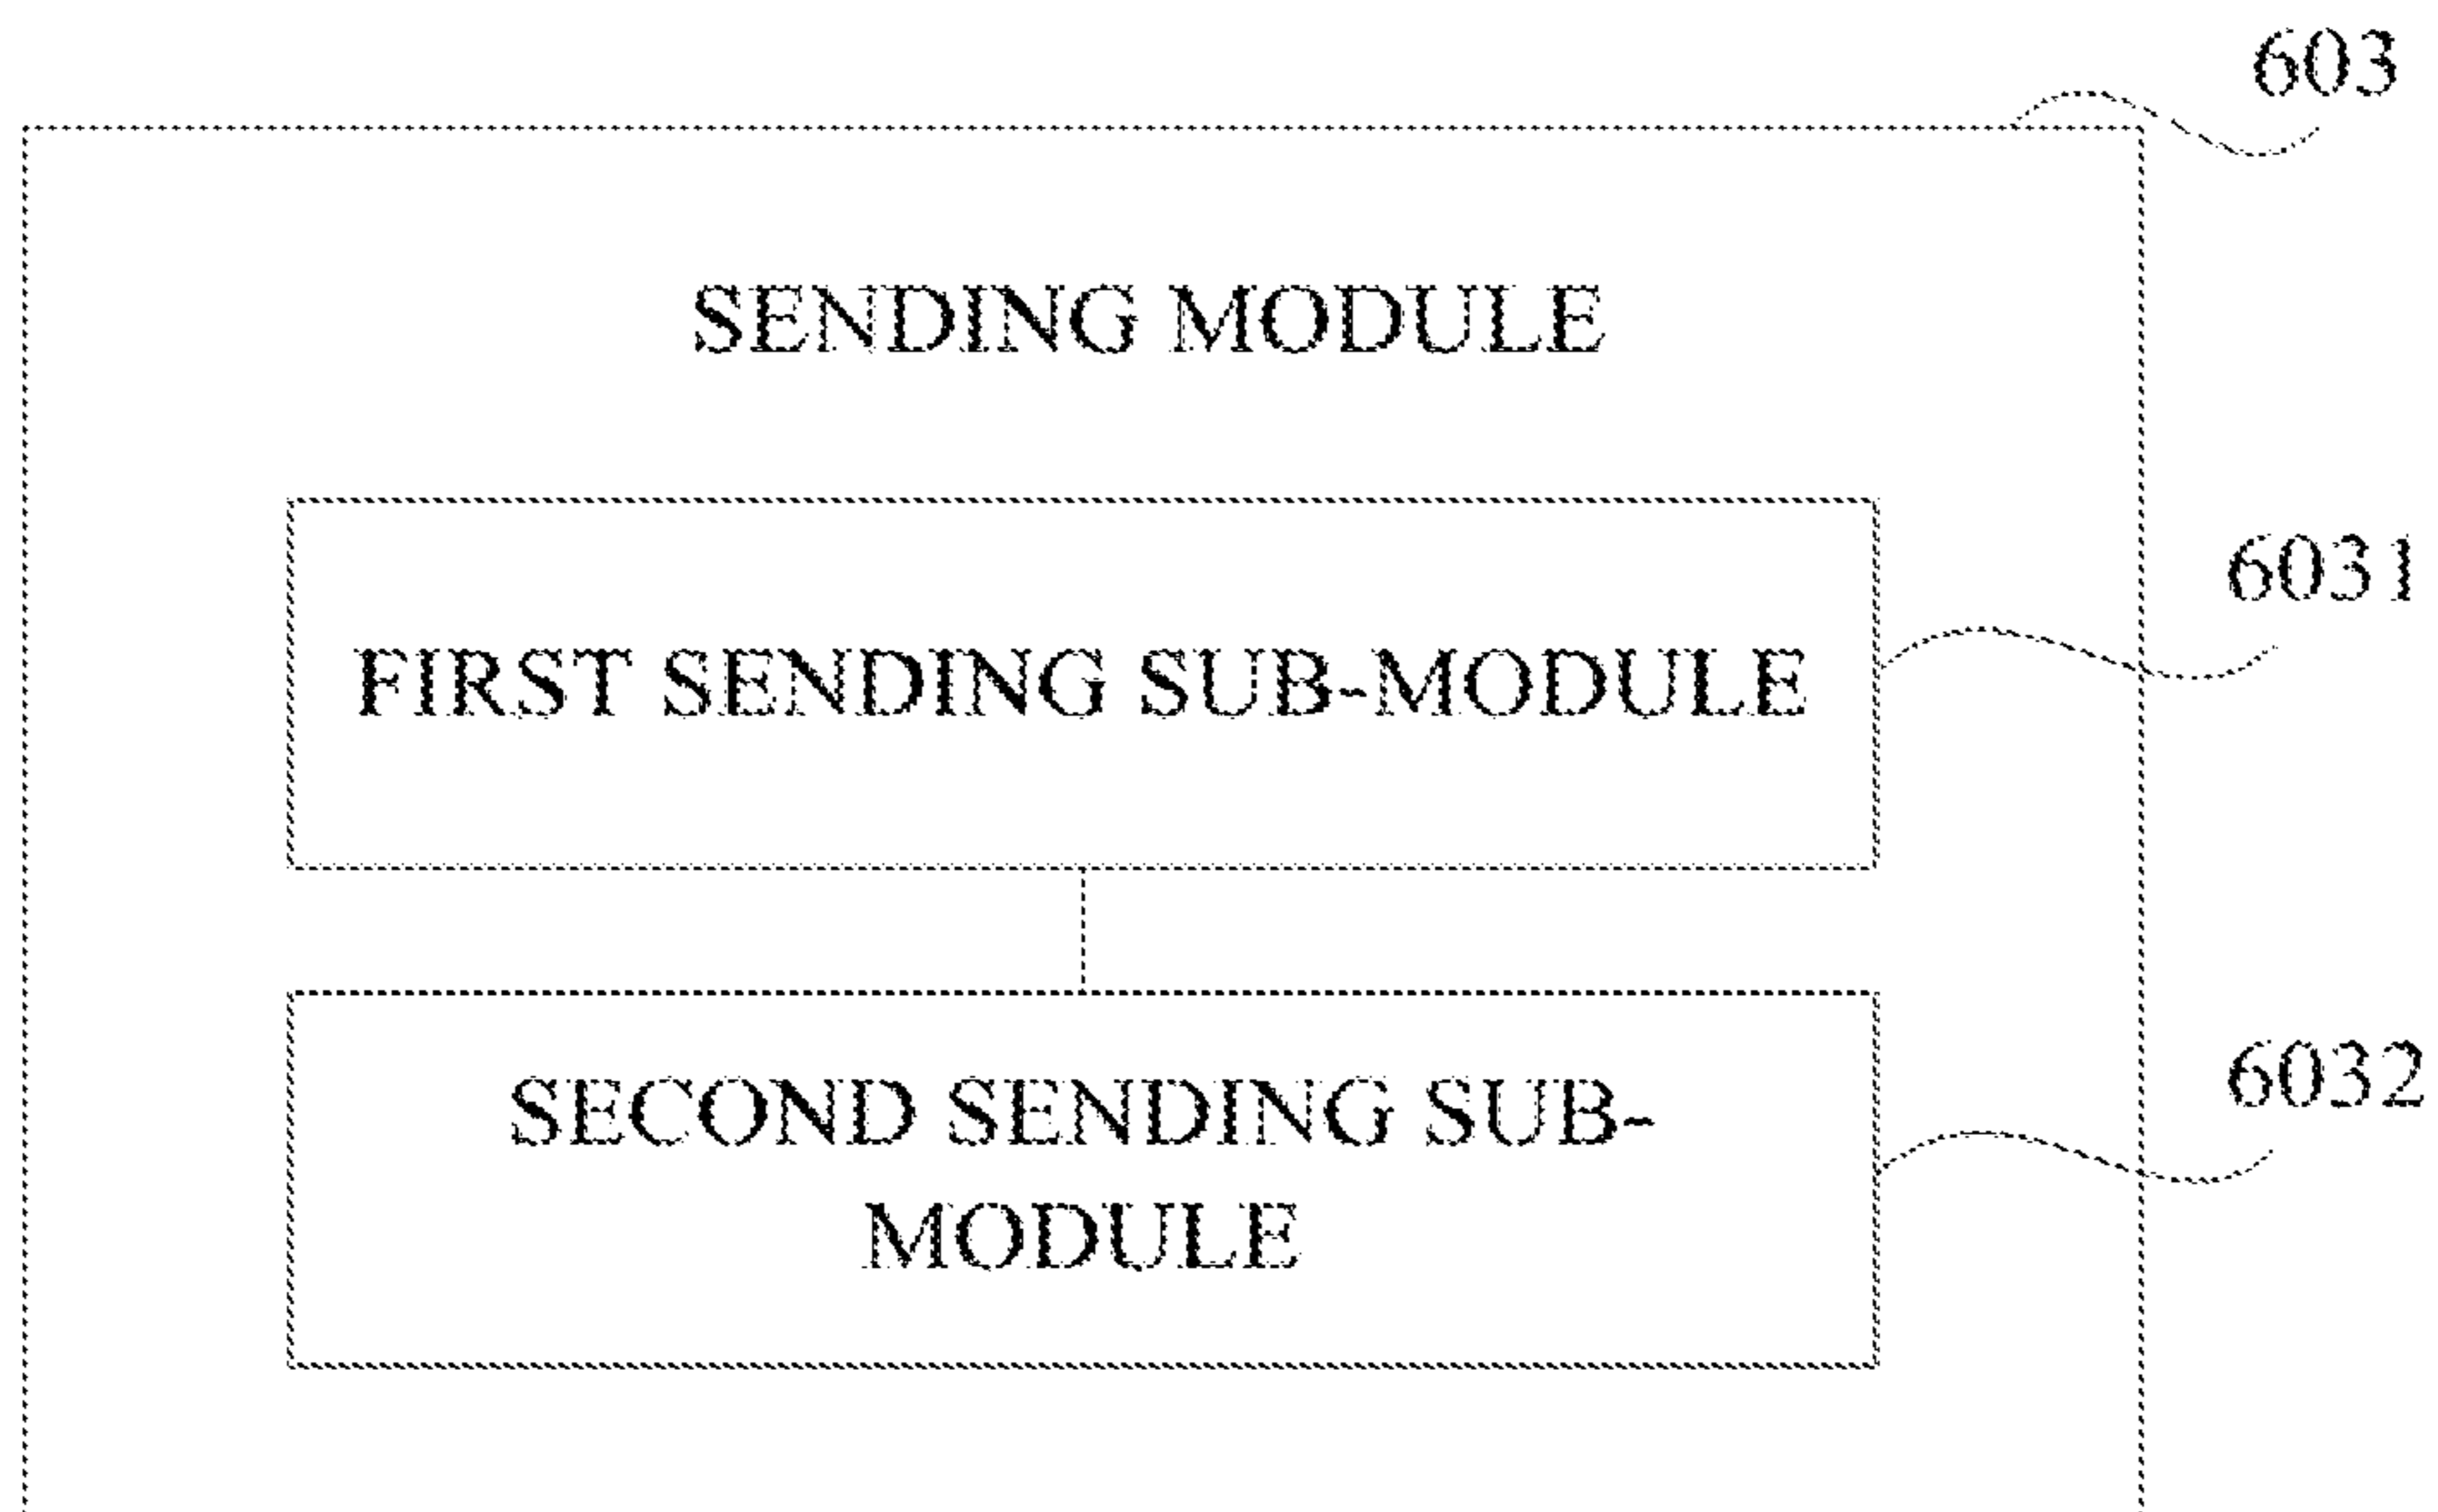 603
SENDING MODULE
6031
FIRST SENDING SUB-MODULE
6032
SECOND SENDING SUB-
MODULE